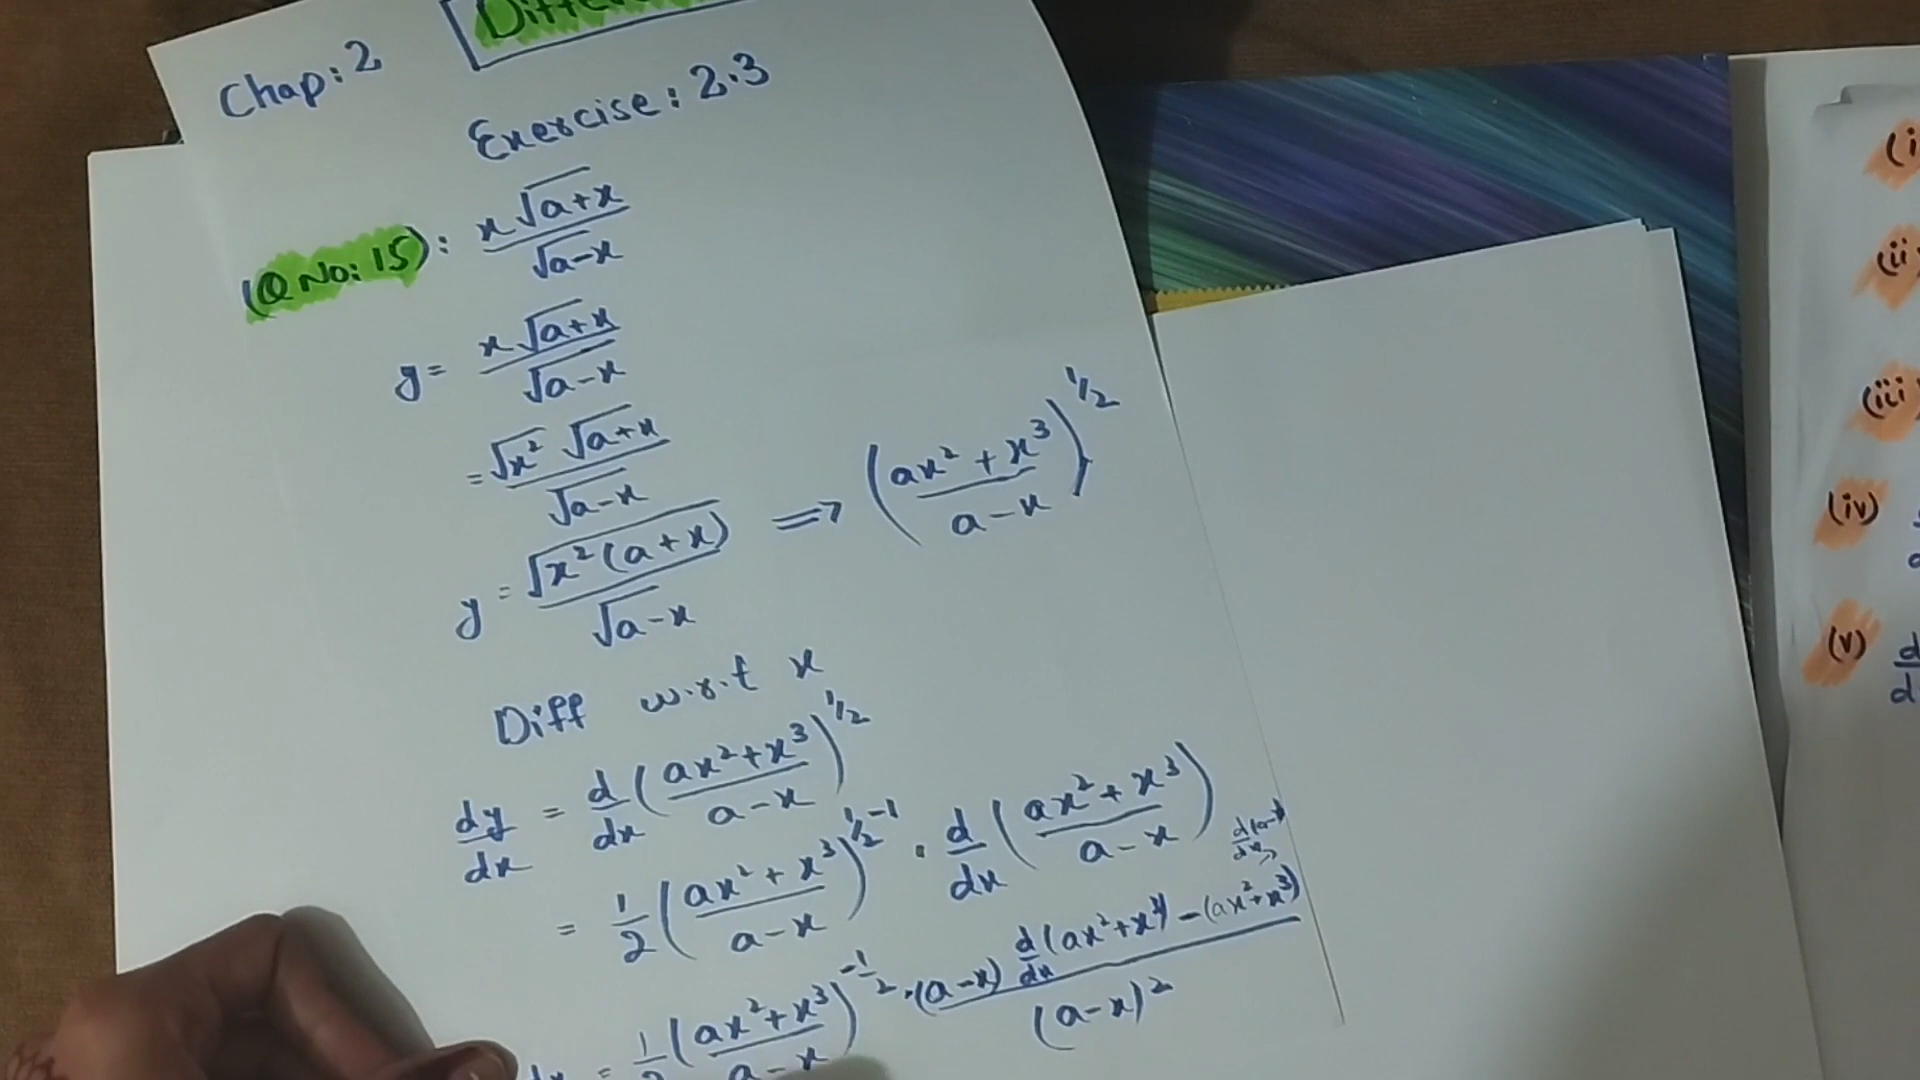 Chap: 2
Exercise: 2.3
(Q No: 15): x√a+x / √a-x
y = x√a+x / √a-x
= √x² √a+x / √a-x
y = √x²(a+x) / √a-x ⇒ (ax²+x³ / a-x)^1/2
Diff w.r.t x
dy/dx = d/dx (ax²+x³ / a-x)^1/2
= 1/2 (ax²+x³ / a-x)^1/2-1 · d/dx (ax²+x³ / a-x)
= 1/2 (ax²+x³ / a-x)^-1/2 · (a-x) d/dx (ax²+x³) - (ax²+x³) / (a-x)²
(i
(ii)
(iii)
(iv)
(v) d
d